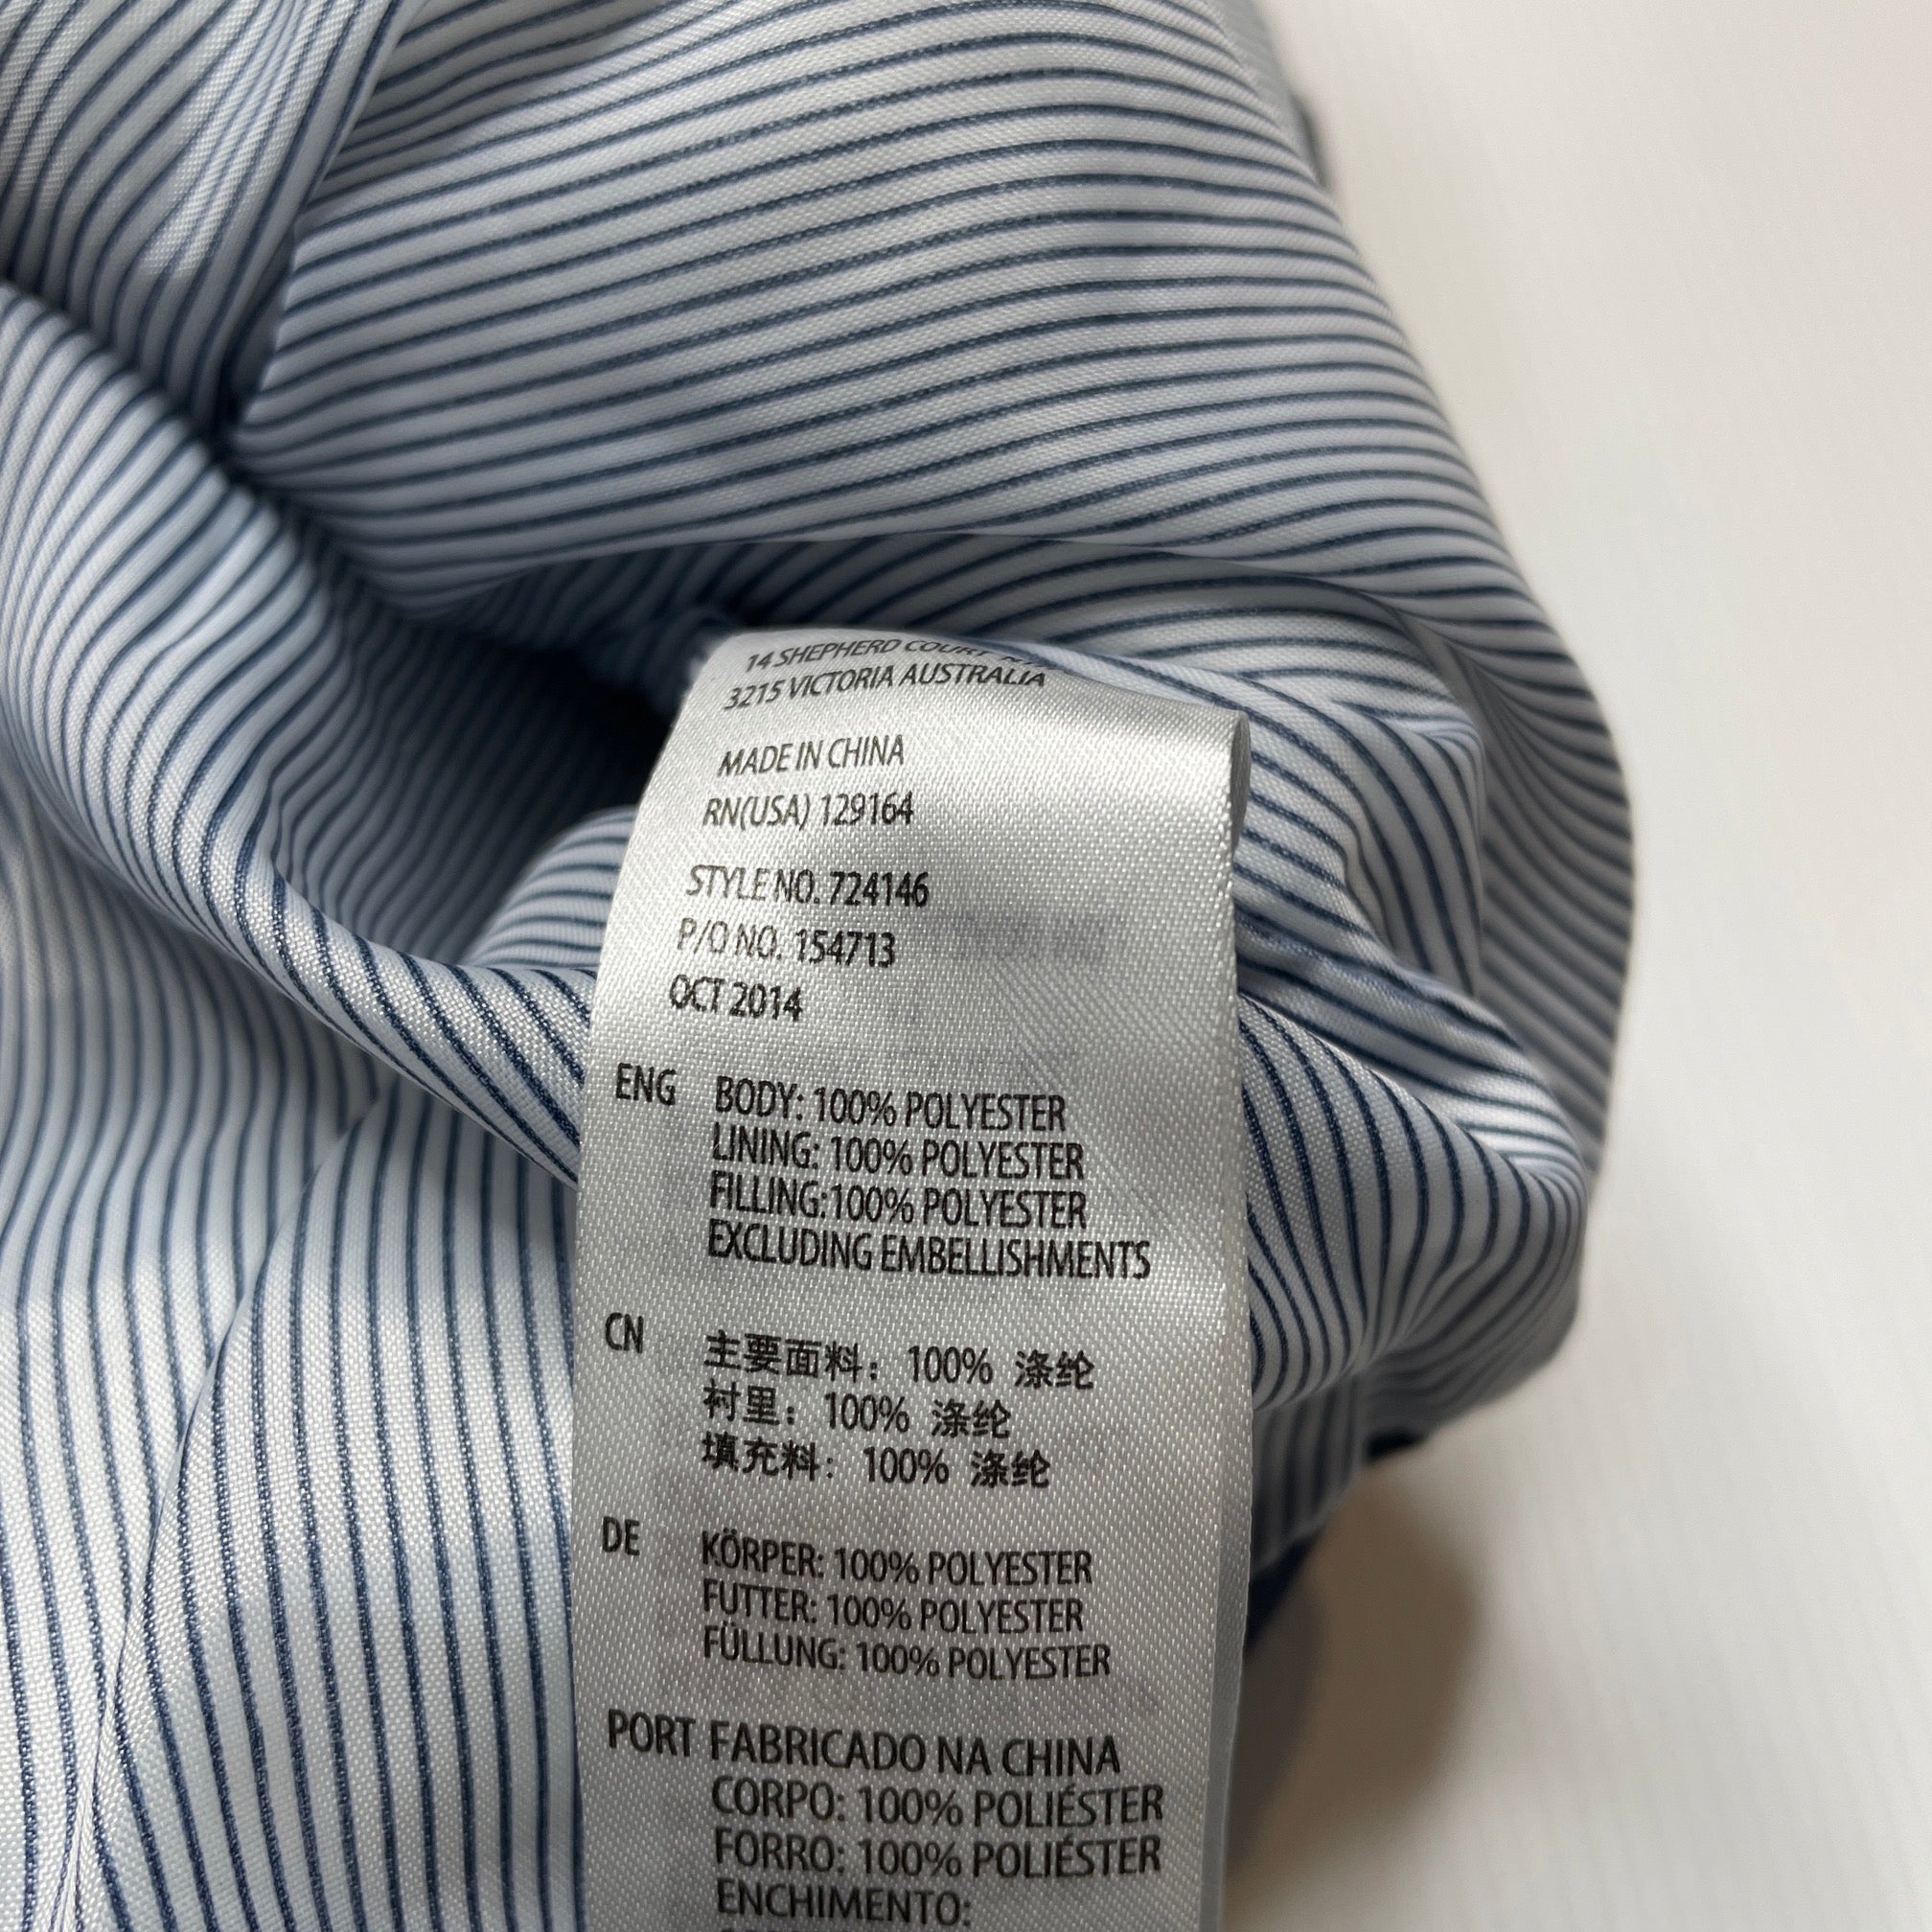 14 SHEPHERD COURT
3215 VICTORIA AUSTRALIA
MADE IN CHINA
RN(USA) 129164
STYLE NO. 724146
P/O NO. 154713
OCT 2014
ENG BODY: 100% POLYESTER
LINING: 100% POLYESTER
FILLING:100% POLYESTER
EXCLUDING EMBELLISHMENTS
CN 主要面料: 100% 涤纶
衬里: 100% 涤纶
填充料: 100% 涤纶
DE KÖRPER: 100% POLYESTER
FUTTER: 100% POLYESTER
FÜLLUNG: 100% POLYESTER
PORT FABRICADO NA CHINA
CORPO: 100% POLIÉSTER
FORRO: 100% POLIÉSTER
ENCHIMENTO: